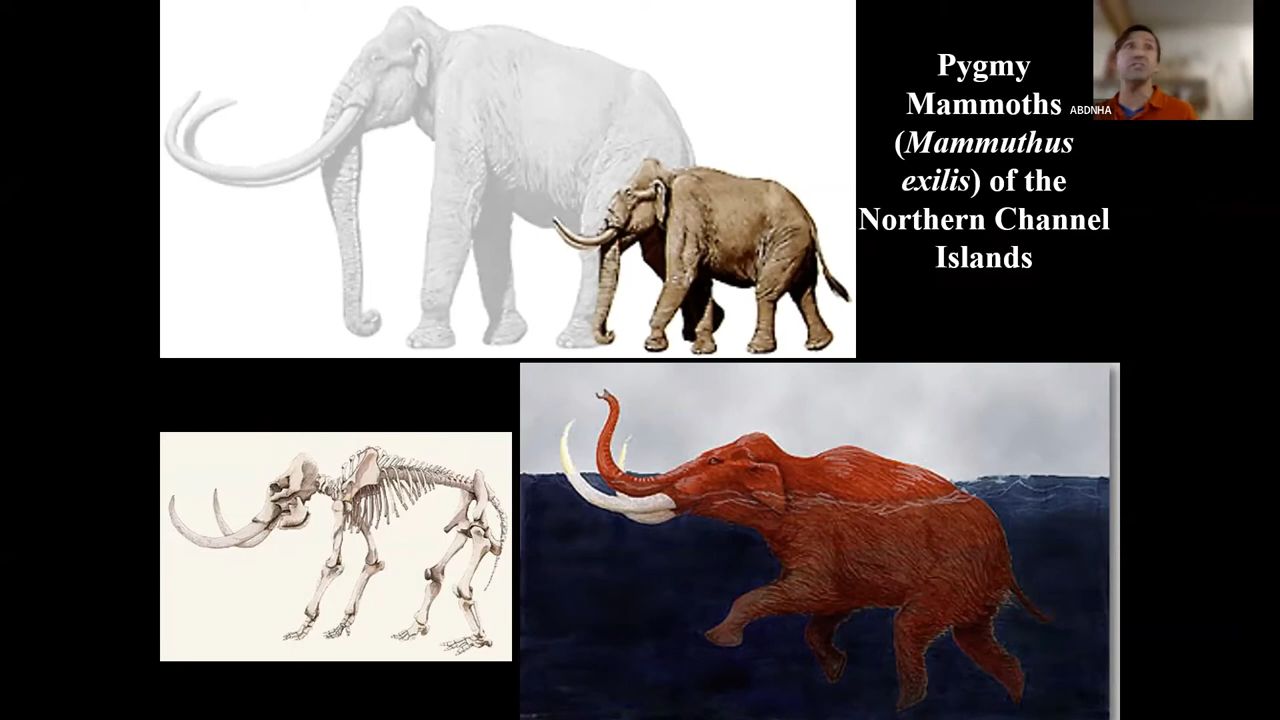 Pygmy
Mammoths
(Mammuthus
exilis) of the
Northern Channel
Islands
ABDNHA